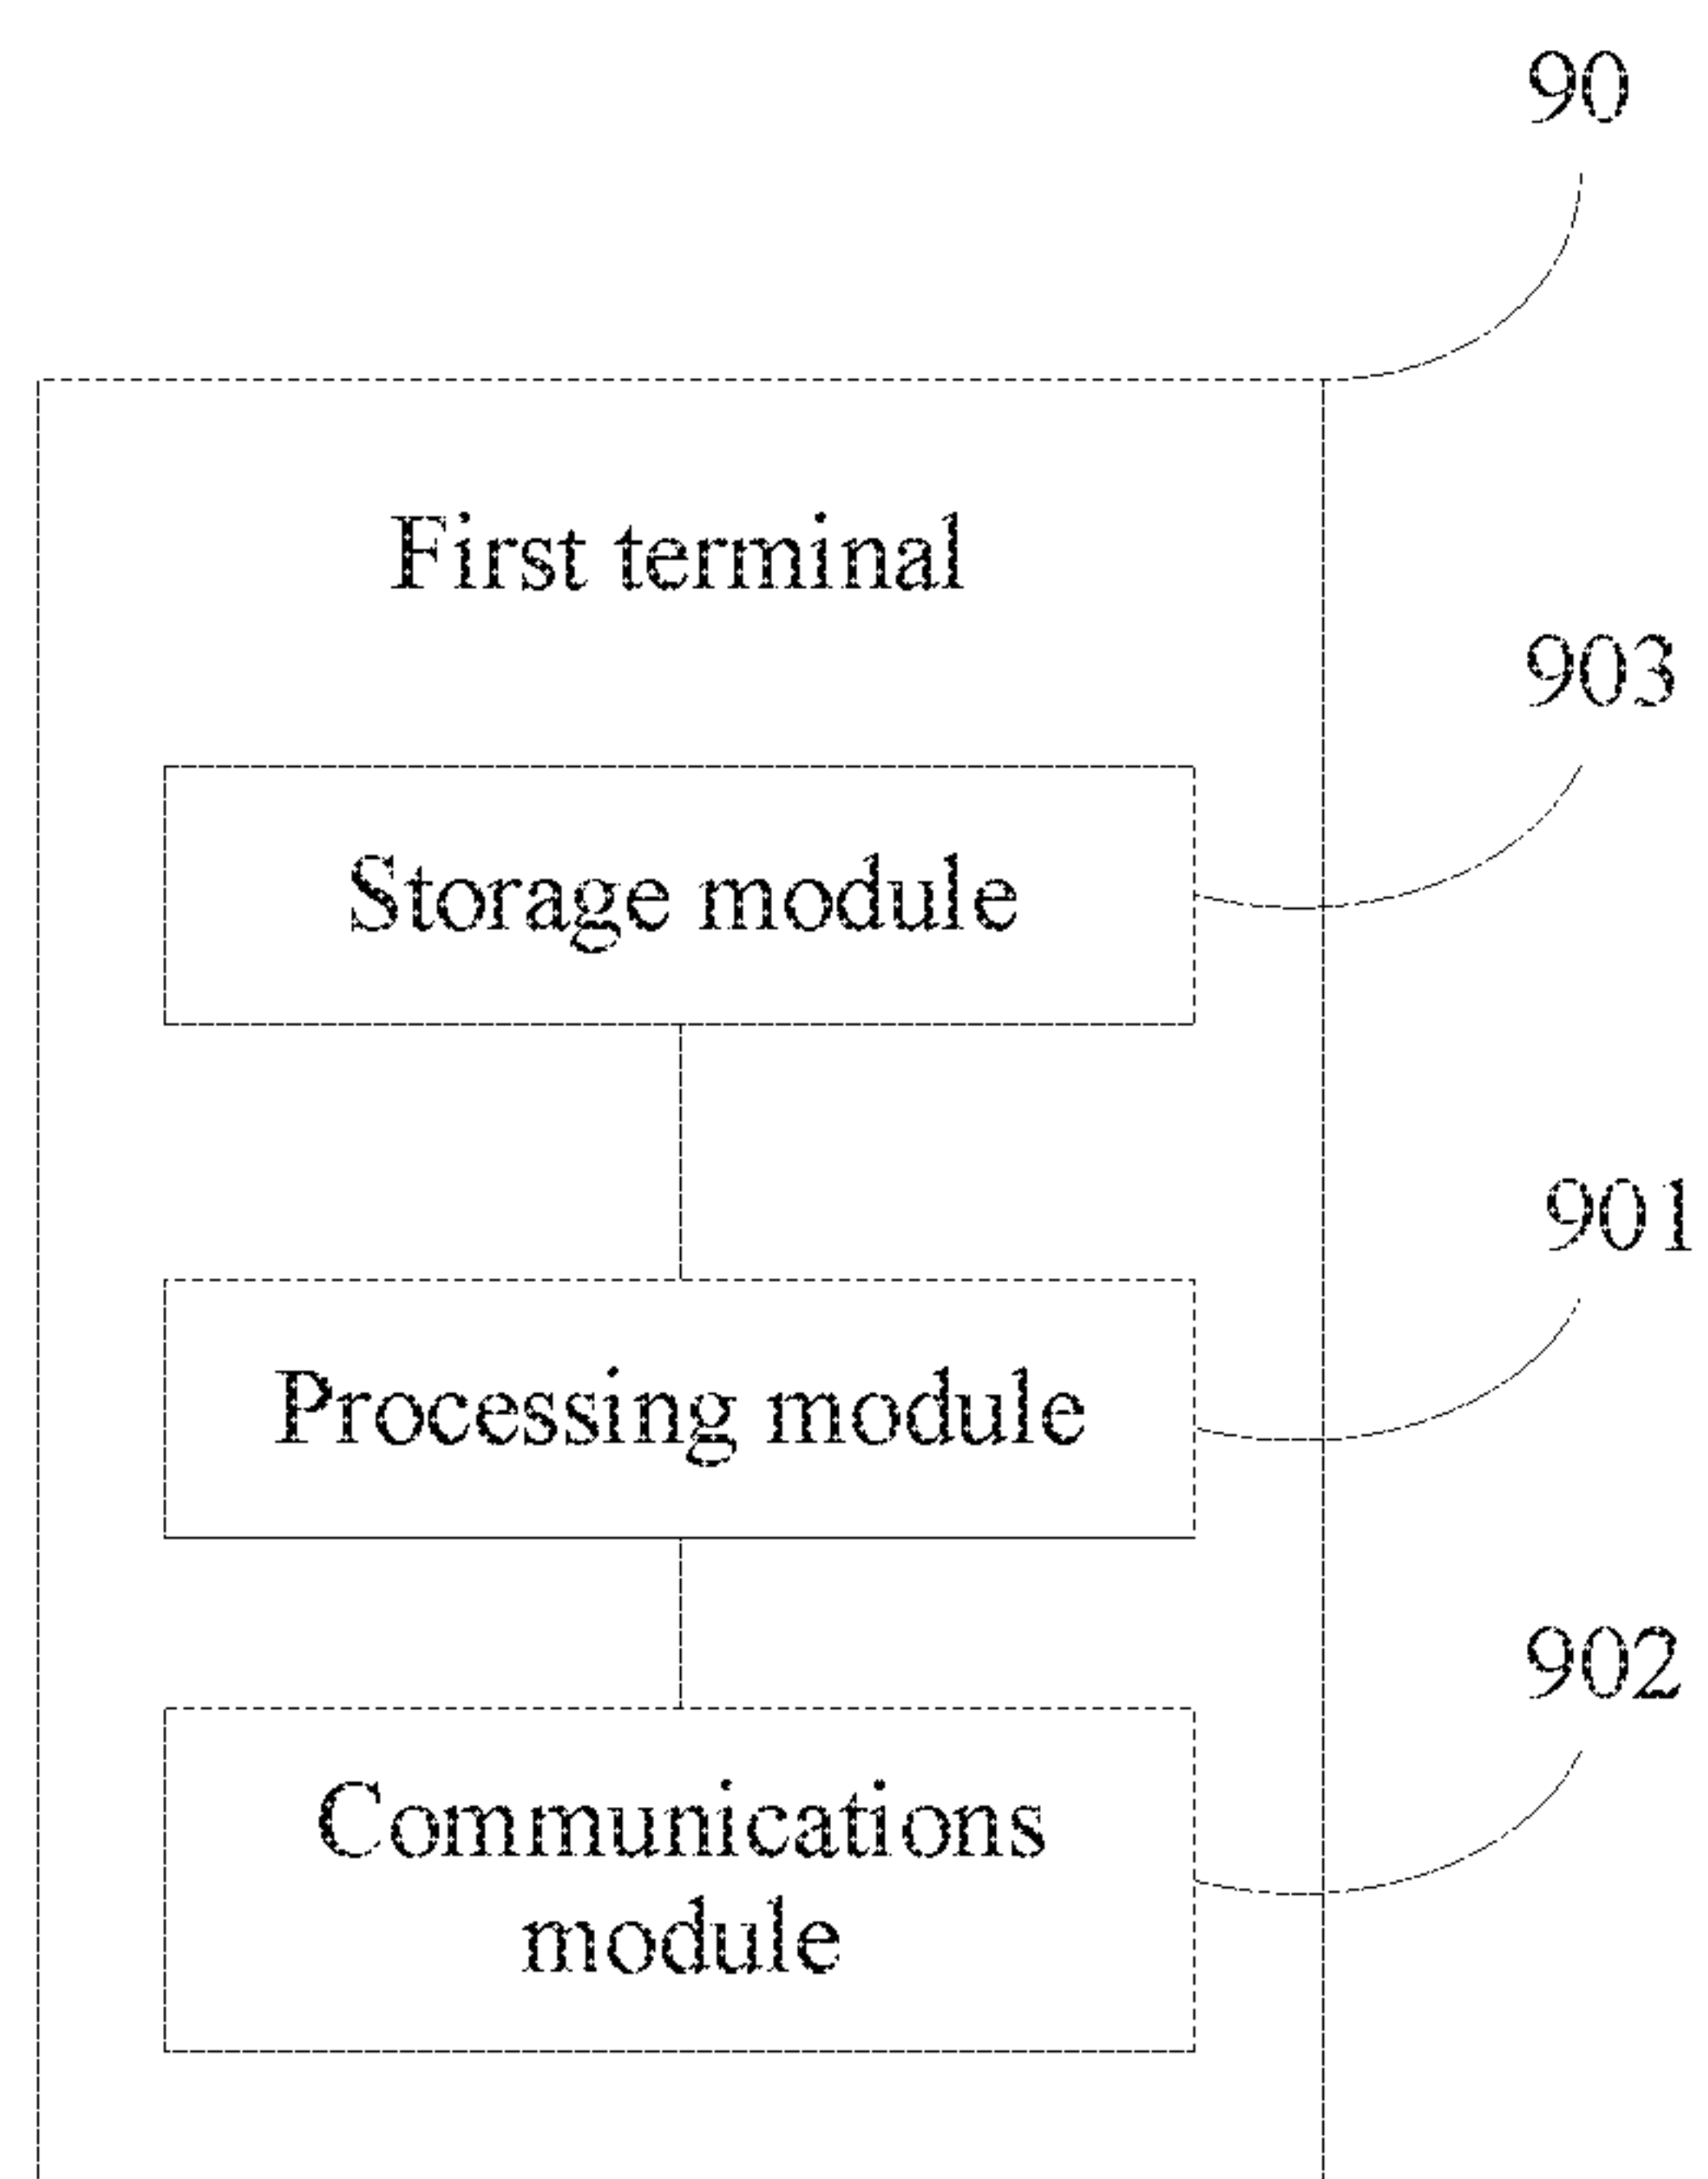 90
First terminal
903
Storage module
901
Processing module
902
Communications
module